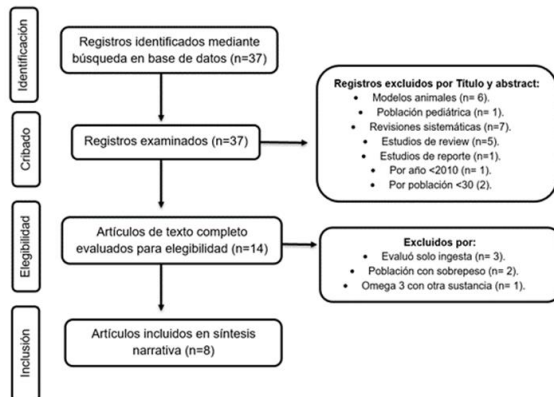 Identificación
Registros identificados mediante
búsqueda en base de datos (n=37)
Cribado
Registros examinados (n=37)
Registros excluidos por Título y abstract:
• Modelos animales (n= 6).
• Población pediátrica (n= 1).
• Revisiones sistemáticas (n=7).
• Estudios de review (n=5).
• Estudios de reporte (n=1).
• Por año <2010 (n= 1).
• Por población <30 (2).
Elegibilidad
Artículos de texto completo
evaluados para elegibilidad (n=14)
Excluidos por:
• Evaluó solo ingesta (n= 3).
• Población con sobrepeso (n= 2).
• Omega 3 con otra sustancia (n= 1).
Inclusión
Artículos incluidos en síntesis
narrativa (n=8)